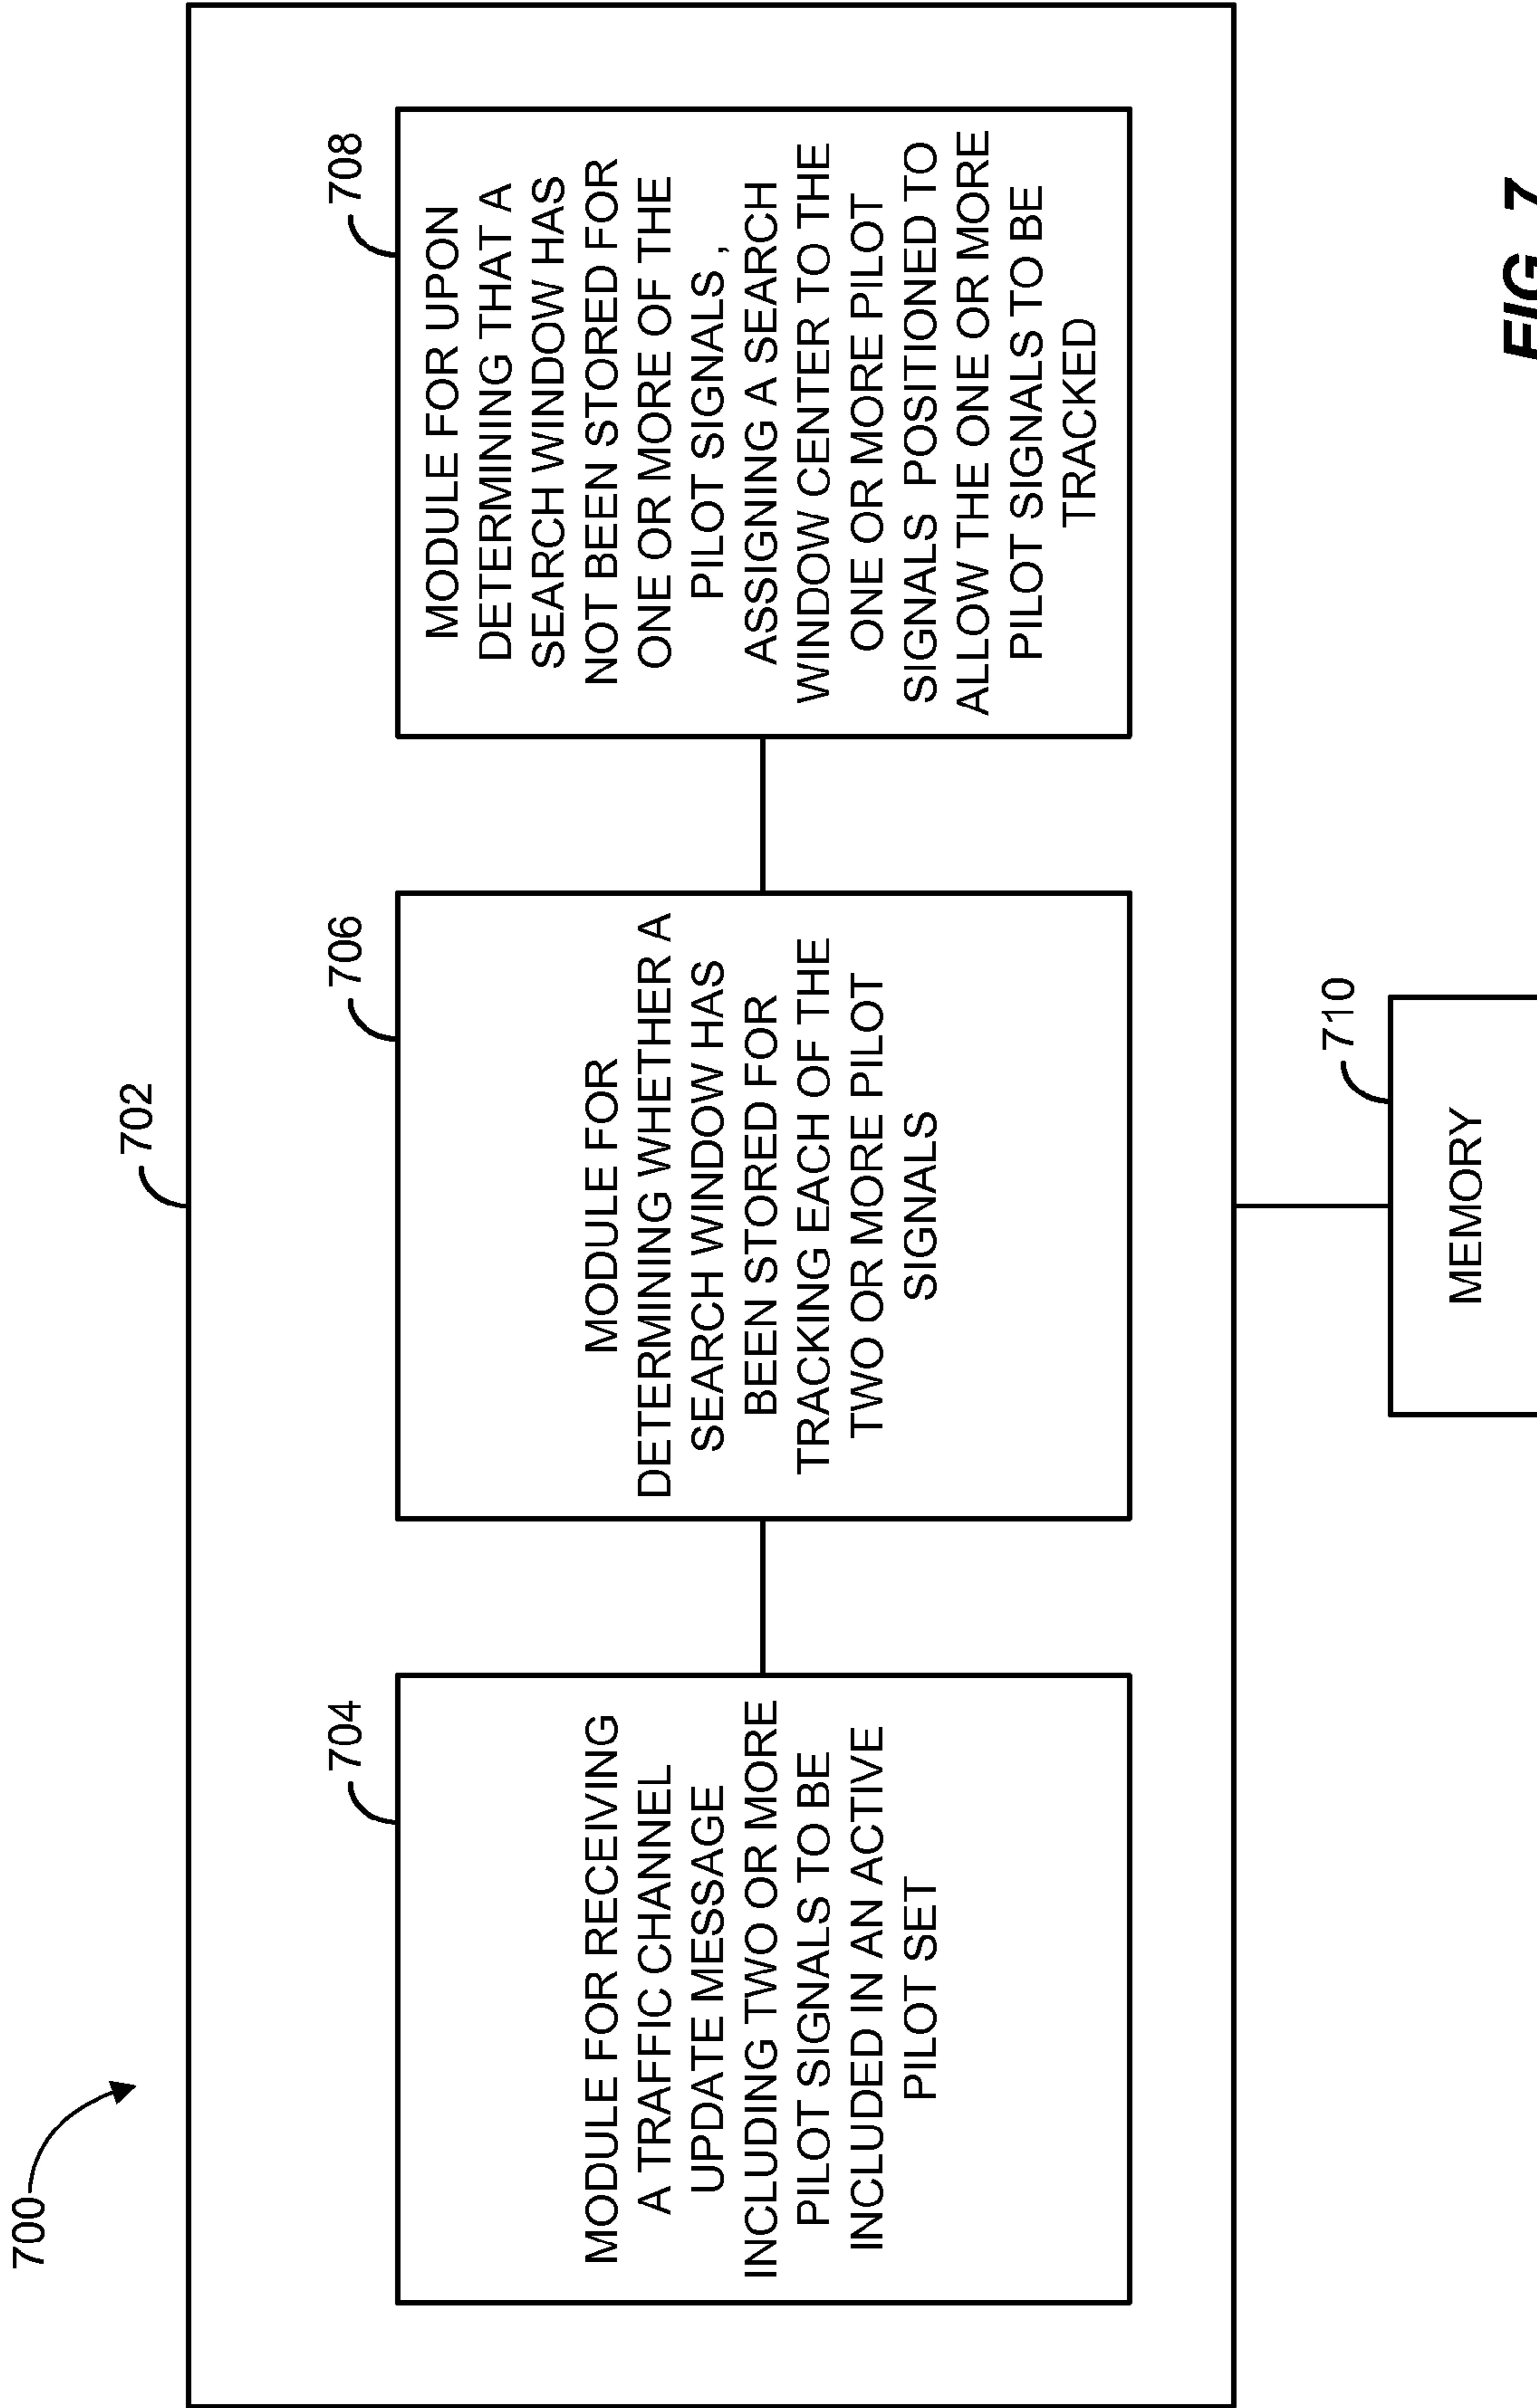 700
702
704
MODULE FOR RECEIVING
A TRAFFIC CHANNEL
UPDATE MESSAGE
INCLUDING TWO OR MORE
PILOT SIGNALS TO BE
INCLUDED IN AN ACTIVE
PILOT SET
706
MODULE FOR
DETERMINING WHETHER A
SEARCH WINDOW HAS
BEEN STORED FOR
TRACKING EACH OF THE
TWO OR MORE PILOT
SIGNALS
708
MODULE FOR UPON
DETERMINING THAT A
SEARCH WINDOW HAS
NOT BEEN STORED FOR
ONE OR MORE OF THE
PILOT SIGNALS ,
ASSIGNING A SEARCH
WINDOW CENTER TO THE
ONE OR MORE PILOT
SIGNALS POSITIONED TO
ALLOW THE ONE OR MORE
PILOT SIGNALS TO BE
TRACKED
710
MEMORY
FIG. 7